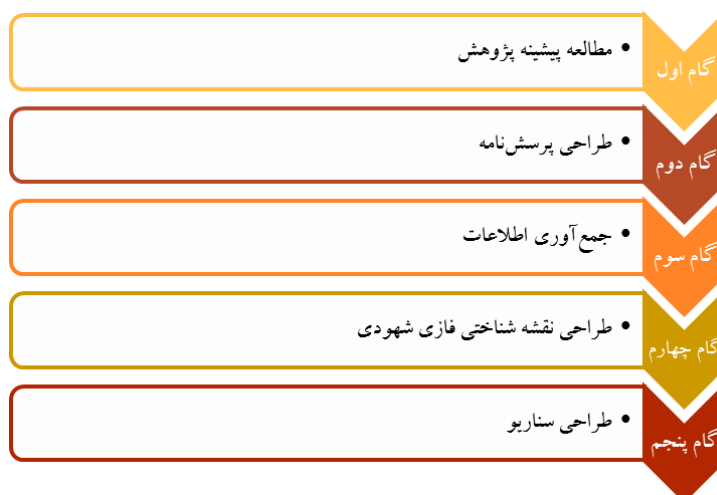 گام اول
• مطالعه پیشینه پژوهش
گام دوم
• طراحی پرسش‌نامه
گام سوم
• جمع‌آوری اطلاعات
گام چهارم
• طراحی نقشه شناختی فازی شهودی
گام پنجم
• طراحی سناریو